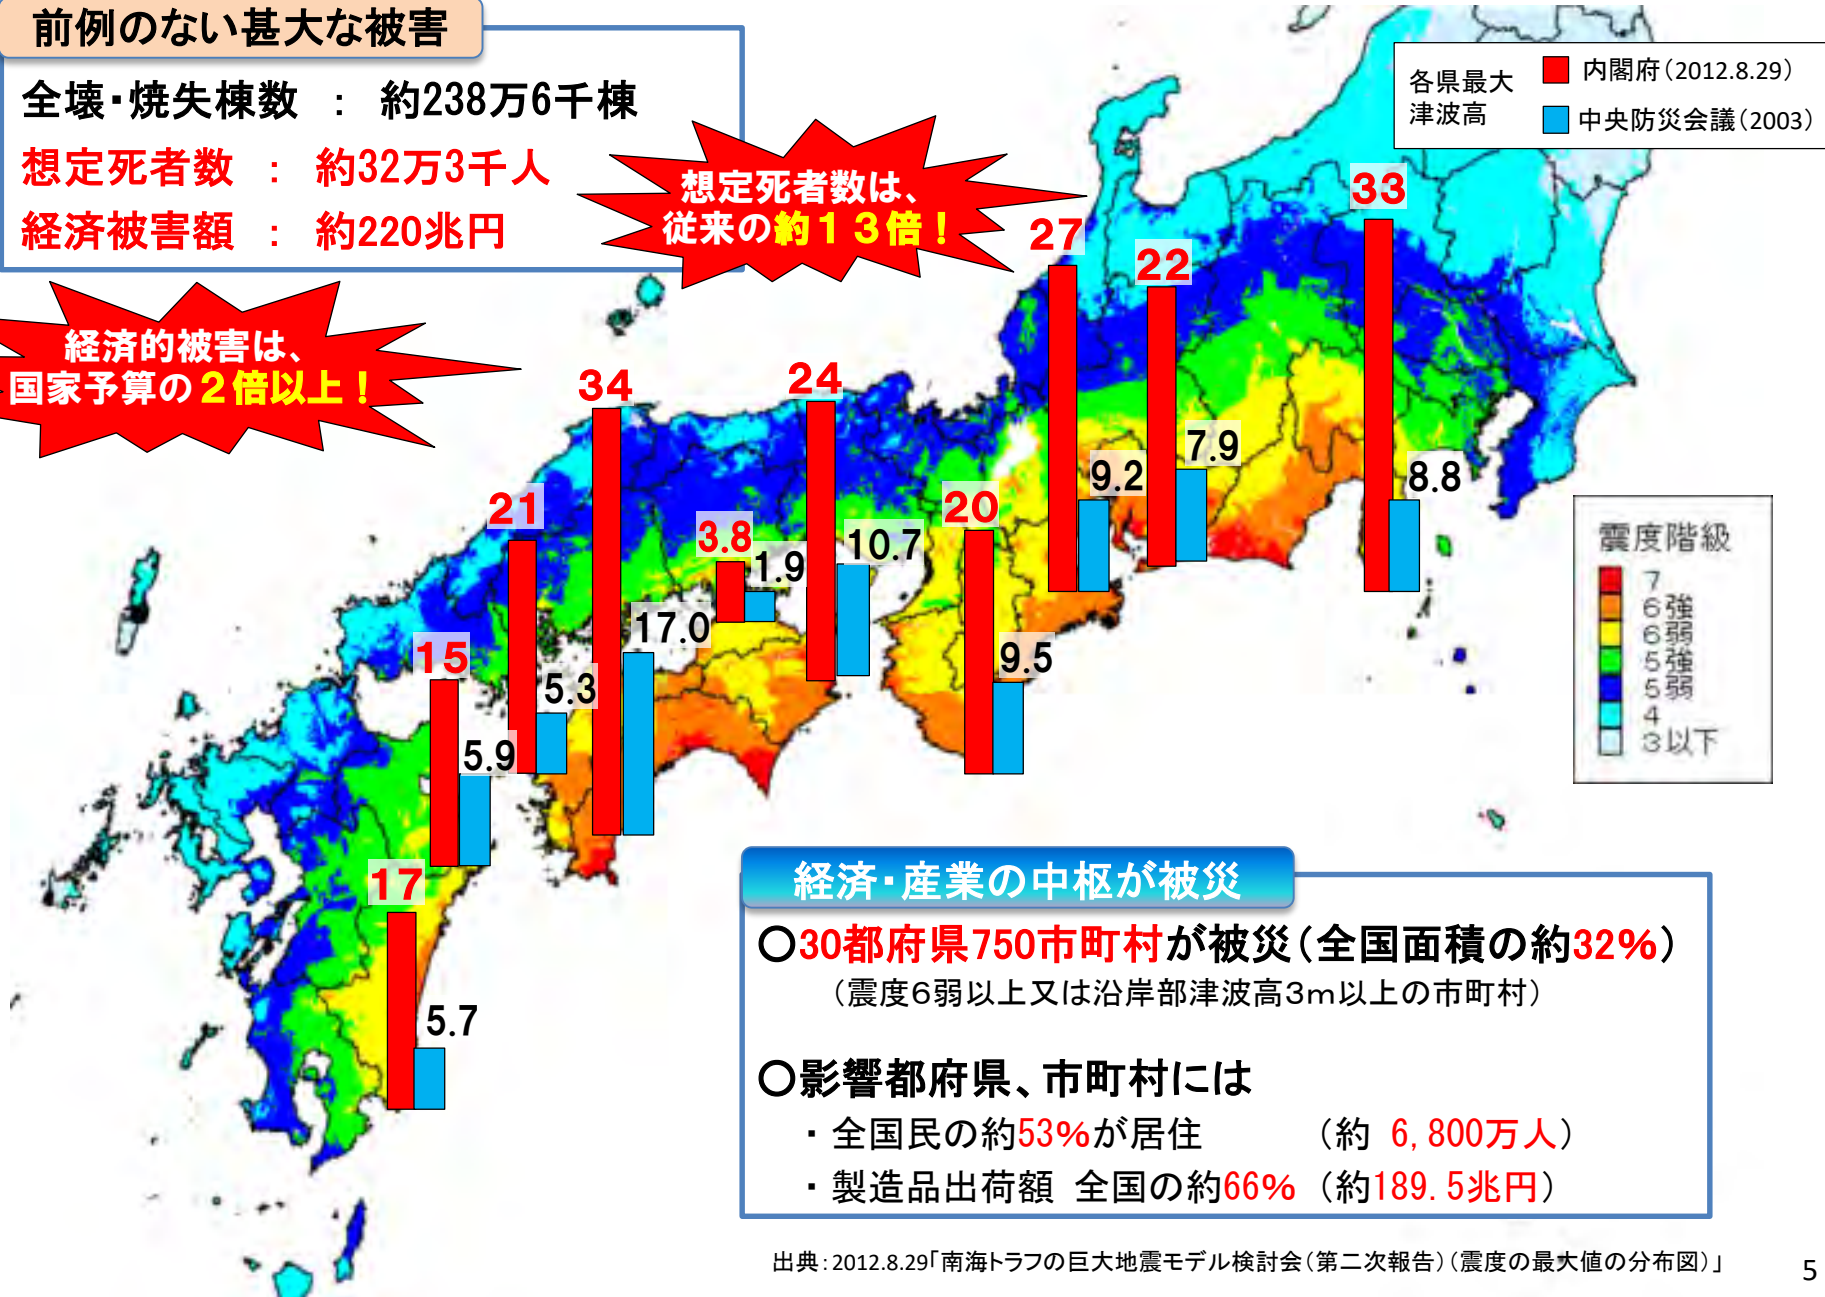 前例のない甚大な被害
全壊・焼失棟数 ： 約238万6千棟
想定死者数 ： 約32万3千人
経済被害額 ： 約220兆円
想定死者数は、
従来の約１３倍！
経済的被害は、
国家予算の２倍以上！
各県最大
津波高
内閣府（2012.8.29）
中央防災会議（2003）
33
27
22
34
24
7.9
9.2
8.8
21
20
3.8
10.7
1.9
17.0
15
9.5
5.3
5.9
17
5.7
震度階級
7
6強
6弱
5強
5弱
4
3以下
経済・産業の中枢が被災
〇30都府県750市町村が被災（全国面積の約32%）
（震度6弱以上又は沿岸部津波高3ｍ以上の市町村）
〇影響都府県、市町村には
・全国民の約53%が居住 （約 6,800万人）
・製造品出荷額 全国の約66% （約189.5兆円）
出典：2012.8.29「南海トラフの巨大地震モデル検討会（第二次報告）（震度の最大値の分布図）」
5